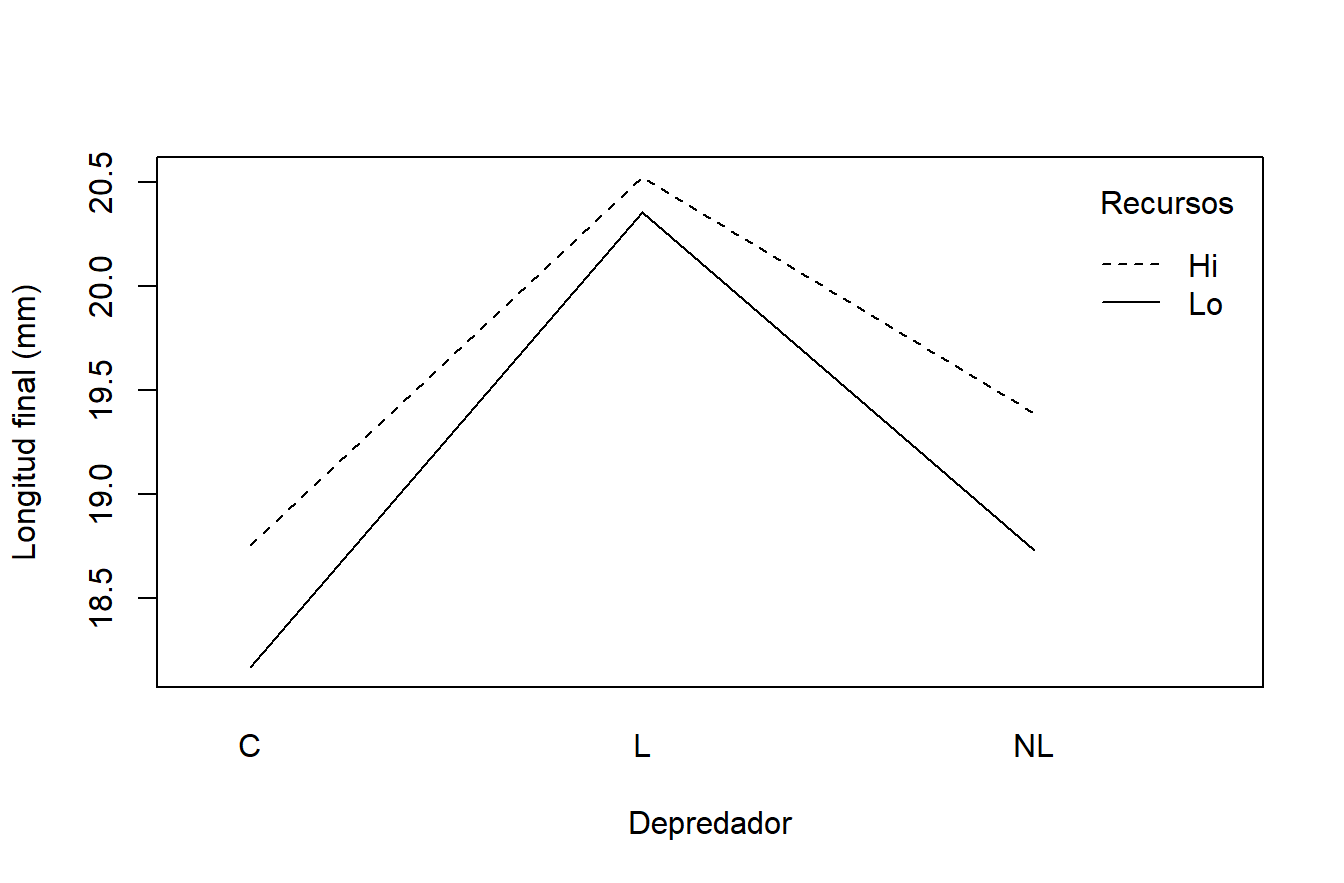 Longitud final (mm)
20.5
20.0
19.5
19.0
18.5
Recursos
Hi
Lo
C
L
NL
Depredador